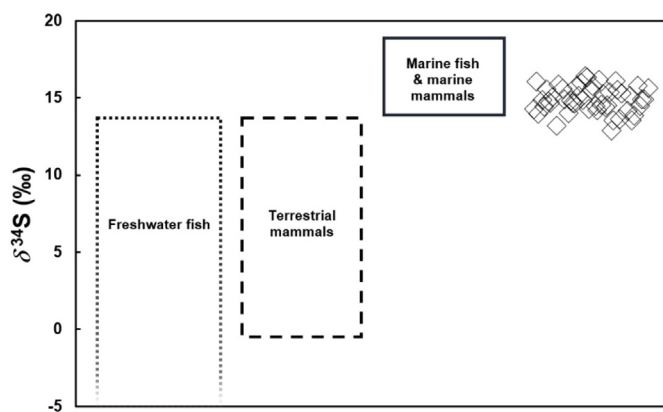 20
15
10
5
0
-5
δ³⁴S (‰)
Freshwater fish
Terrestrial
mammals
Marine fish
& marine
mammals